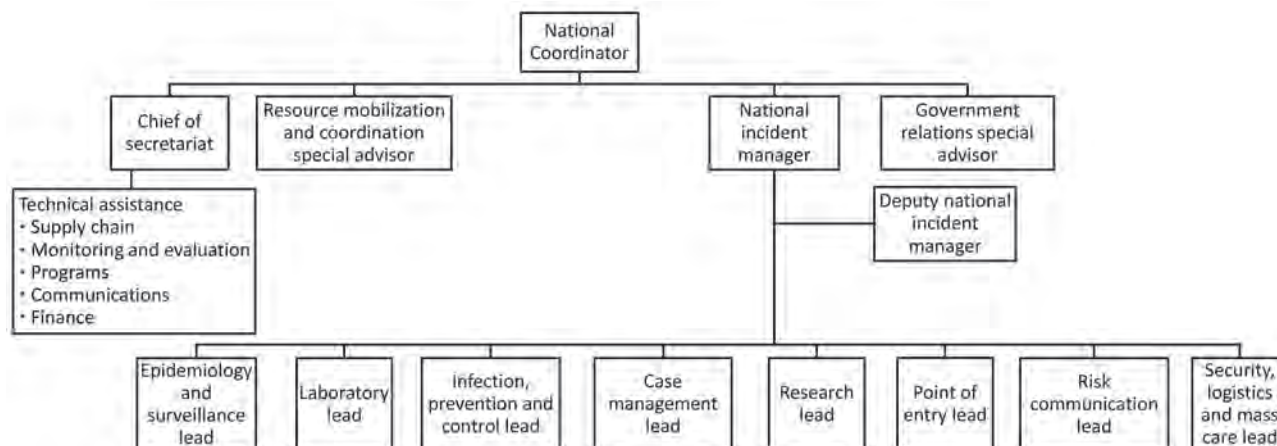 National
Coordinator
Chief of
secretariat
Resource mobilization
and coordination
special advisor
National
incident
manager
Government
relations special
advisor
Technical assistance
· Supply chain
· Monitoring and evaluation
· Programs
· Communications
· Finance
Deputy national
incident
manager
Epidemiology
and
surveillance
lead
Laboratory
lead
Infection,
prevention and
control lead
Case
management
lead
Research
lead
Point of
entry lead
Risk
communication
lead
Security,
logistics
and mass
care lead